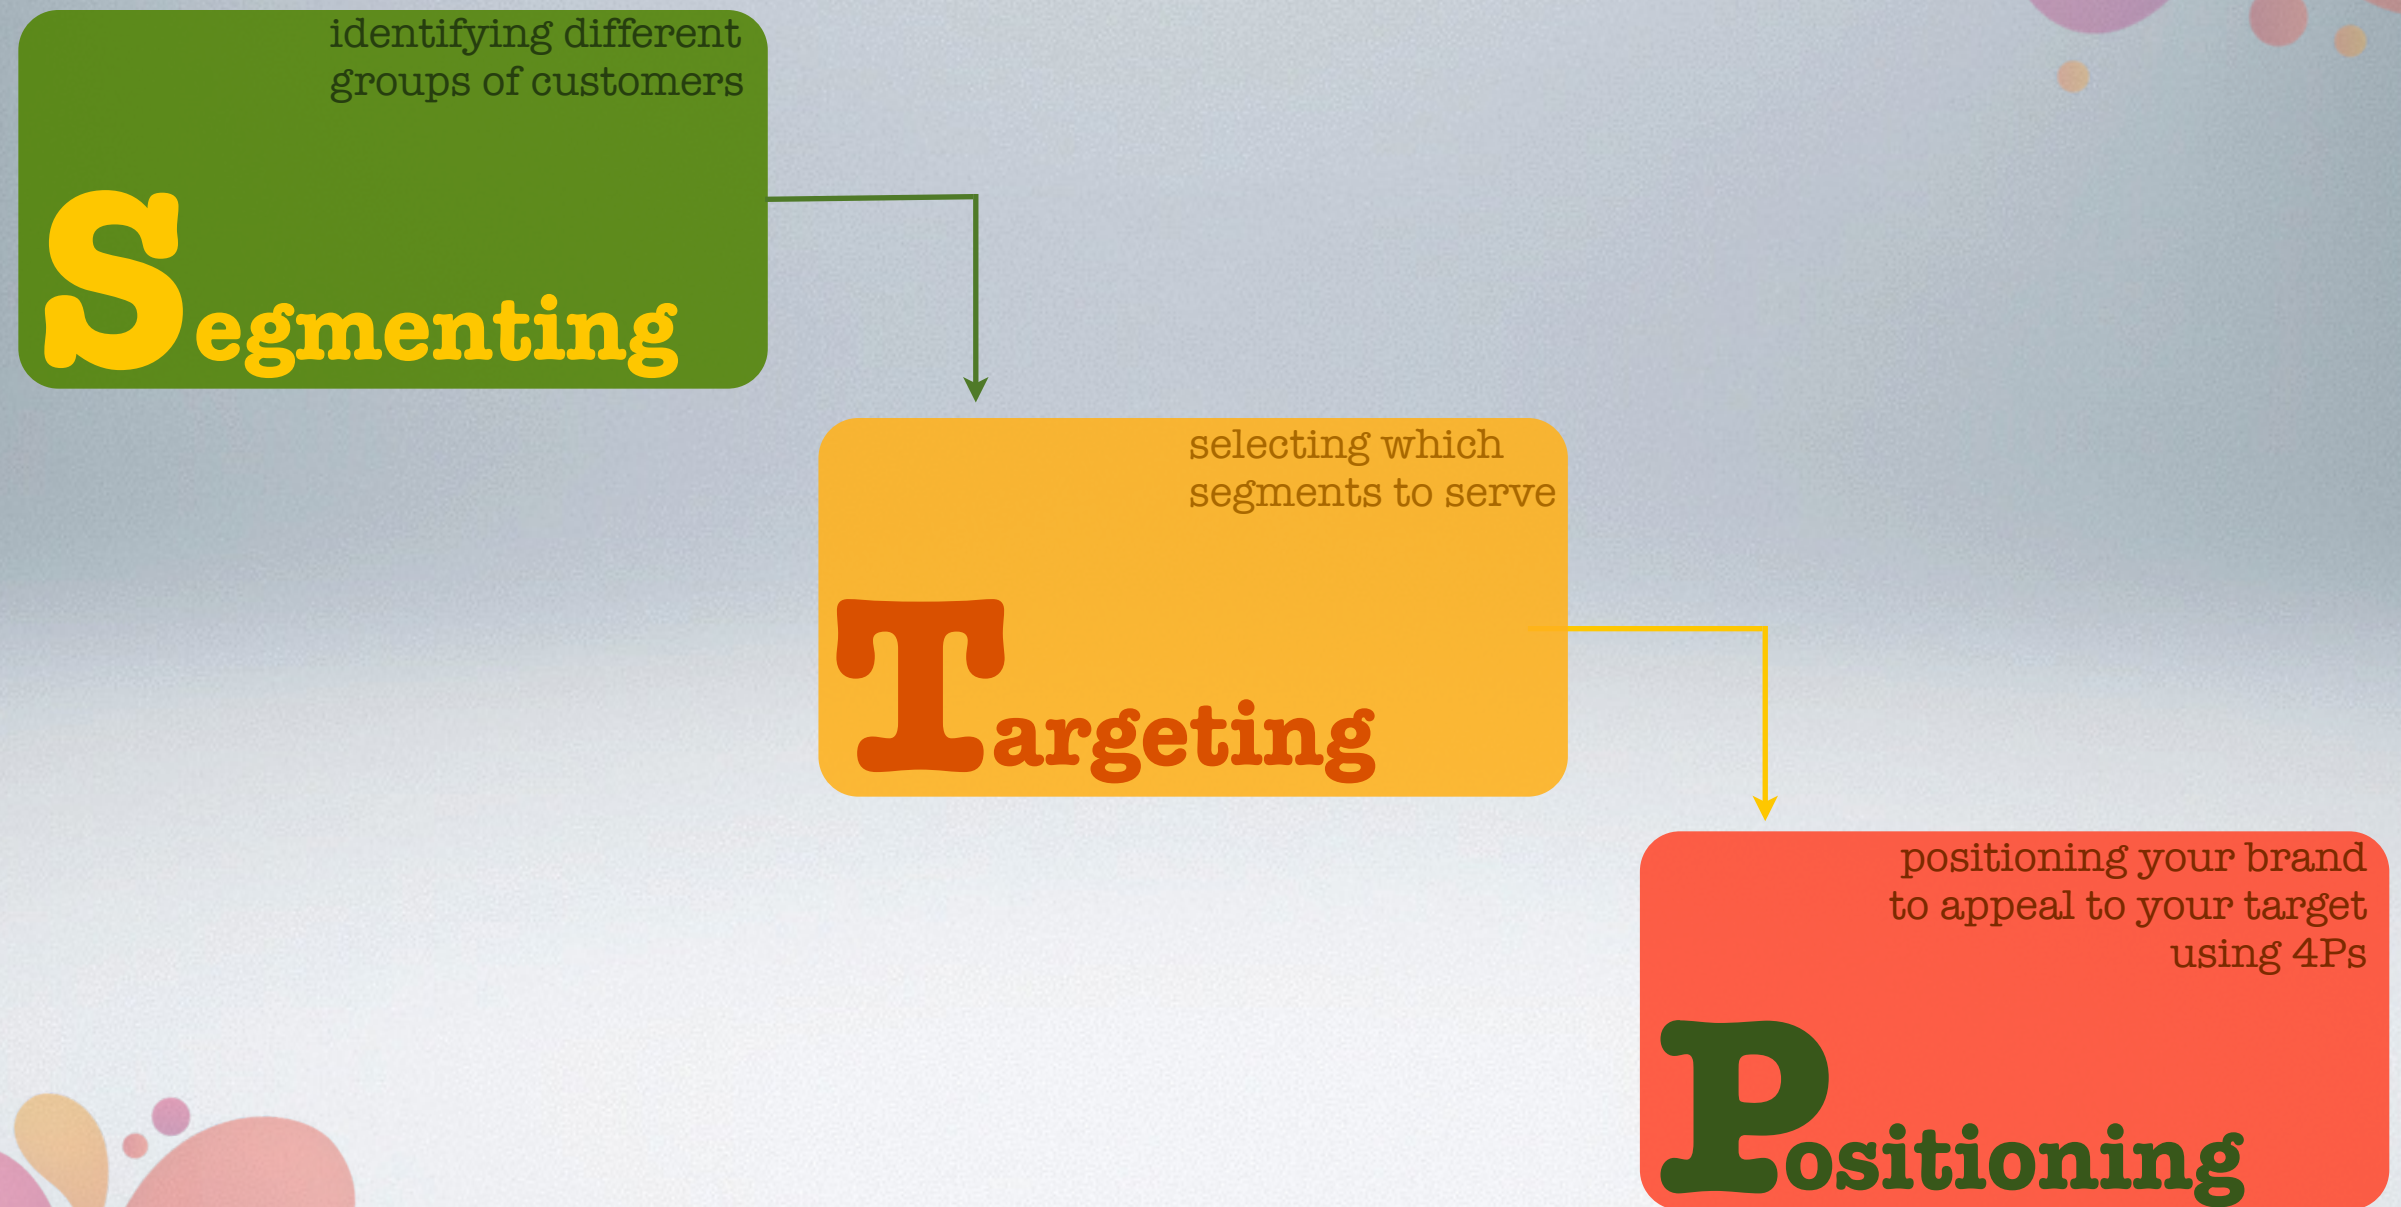 identifying different
groups of customers
Segmenting
selecting which
segments to serve
Targeting
positioning your brand
to appeal to your target
using 4Ps
Positioning